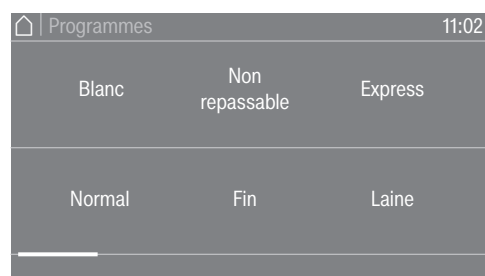 Programmes 11:02
Blanc Non repassable Express
Normal Fin Laine